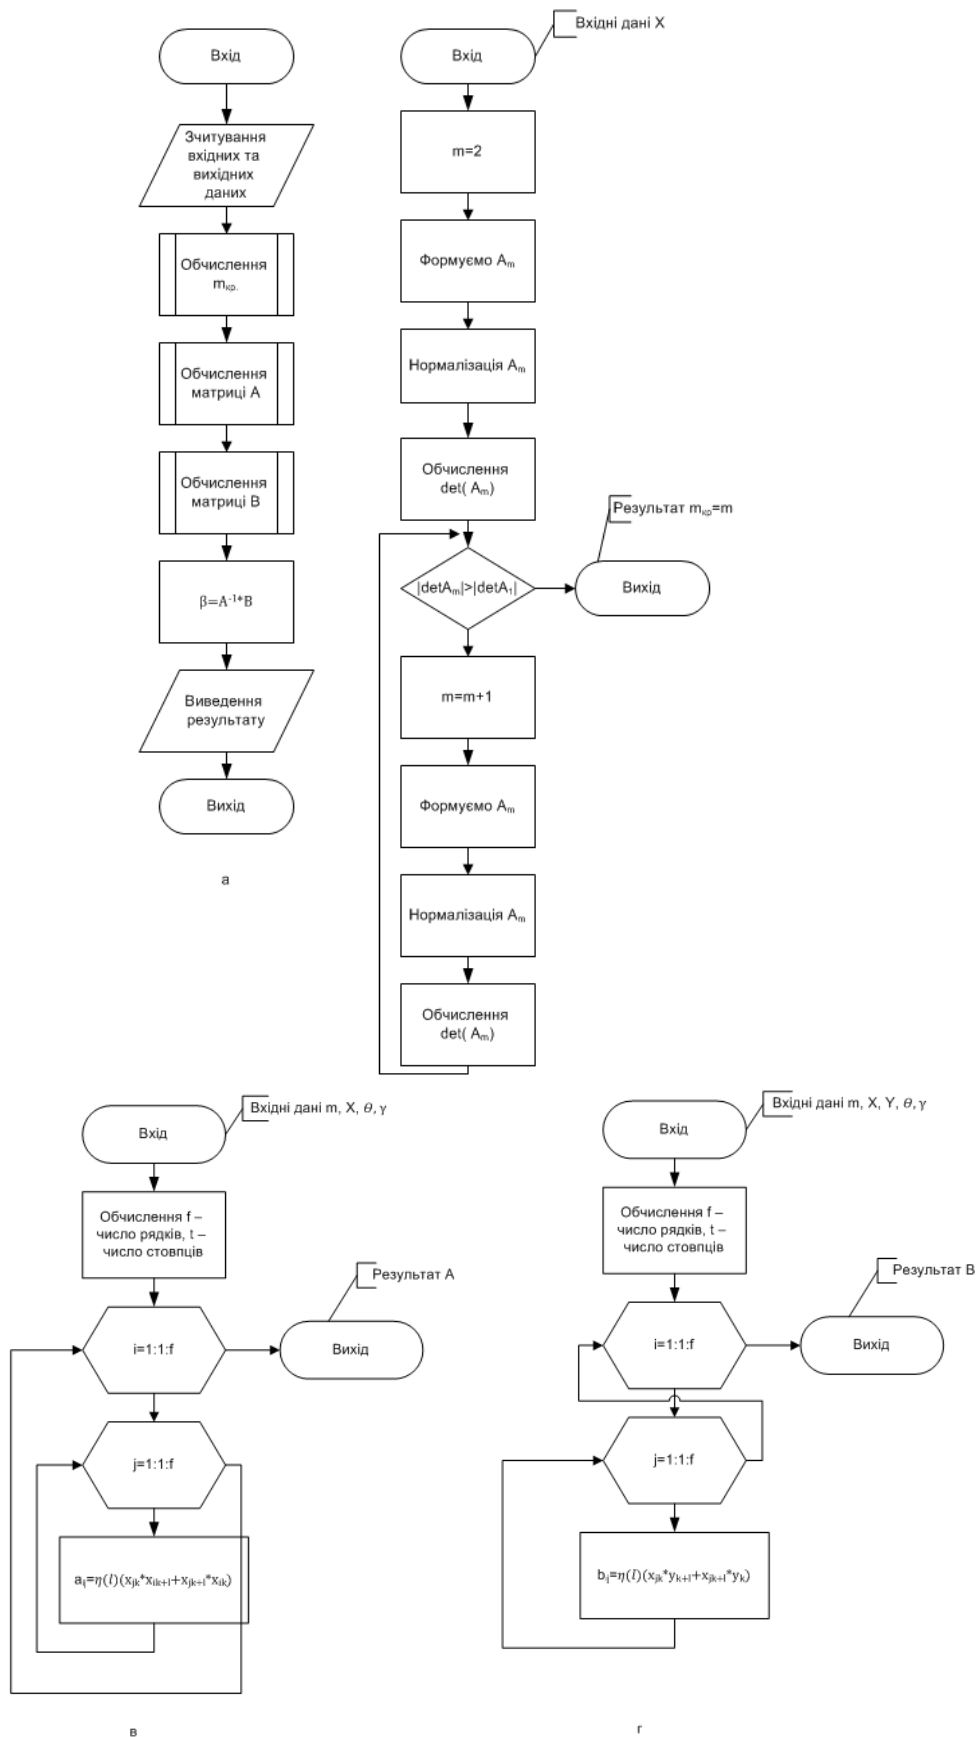 Вхід
Зчитування
вхідних та
вихідних
даних
Обчислення
mкр.
Обчислення
матриці А
Обчислення
матриці В
β=A⁻¹*B
Виведення
результату
Вихід
а
Вхідні дані X
Вхід
m=2
Формуємо Am
Нормалізація Am
Обчислення
det( Am)
|detAm|>|detA1|
Результат mкр=m
Вихід
m=m+1
Формуємо Am
Нормалізація Am
Обчислення
det( Am)
Вхідні дані m, X, θ, γ
Вхід
Обчислення f –
число рядків, t –
число стовпців
i=1:1:f
Результат А
Вихід
j=1:1:f
aij=η(l)(xjk*xik+l+xjk+l*xik)
в
Вхідні дані m, X, Y, θ, γ
Вхід
Обчислення f –
число рядків, t –
число стовпців
i=1:1:f
Результат В
Вихід
j=1:1:f
bj=η(l)(xjk*yk+l+xjk+l*yk)
г